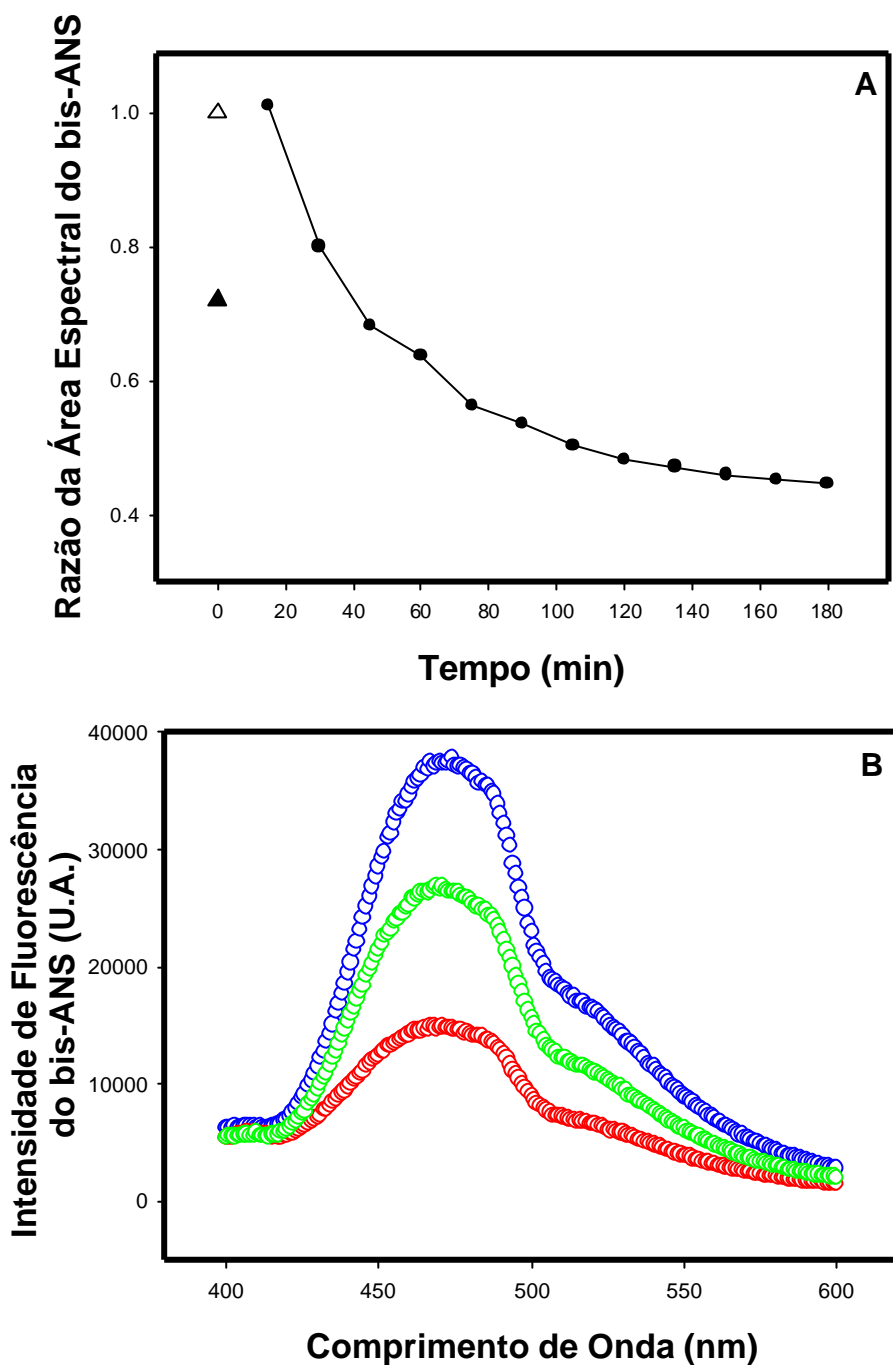 A
Razão da Área Espectral do bis-ANS
1.0
0.8
0.6
0.4
0 20 40 60 80 100 120 140 160 180
Tempo (min)
B
Intensidade de Fluorescência
do bis-ANS (U.A.)
40000
30000
20000
10000
0
400 450 500 550 600
Comprimento de Onda (nm)